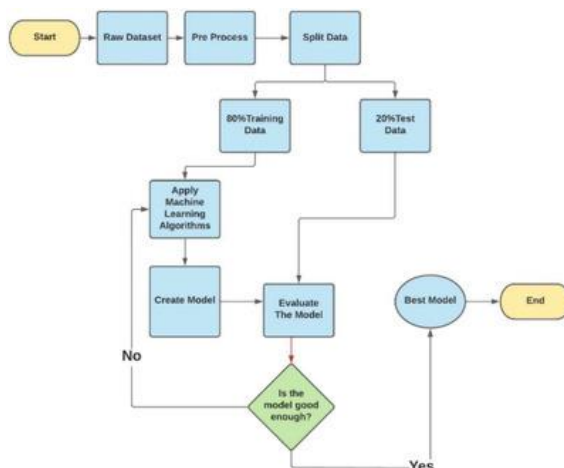 Start
Raw Dataset
Pre Process
Split Data
80%Training
Data
20%Test
Data
Apply
Machine
Learning
Algorithms
Create Model
Evaluate
The Model
Best Model
End
No
Is the
model good
enough?
Yes